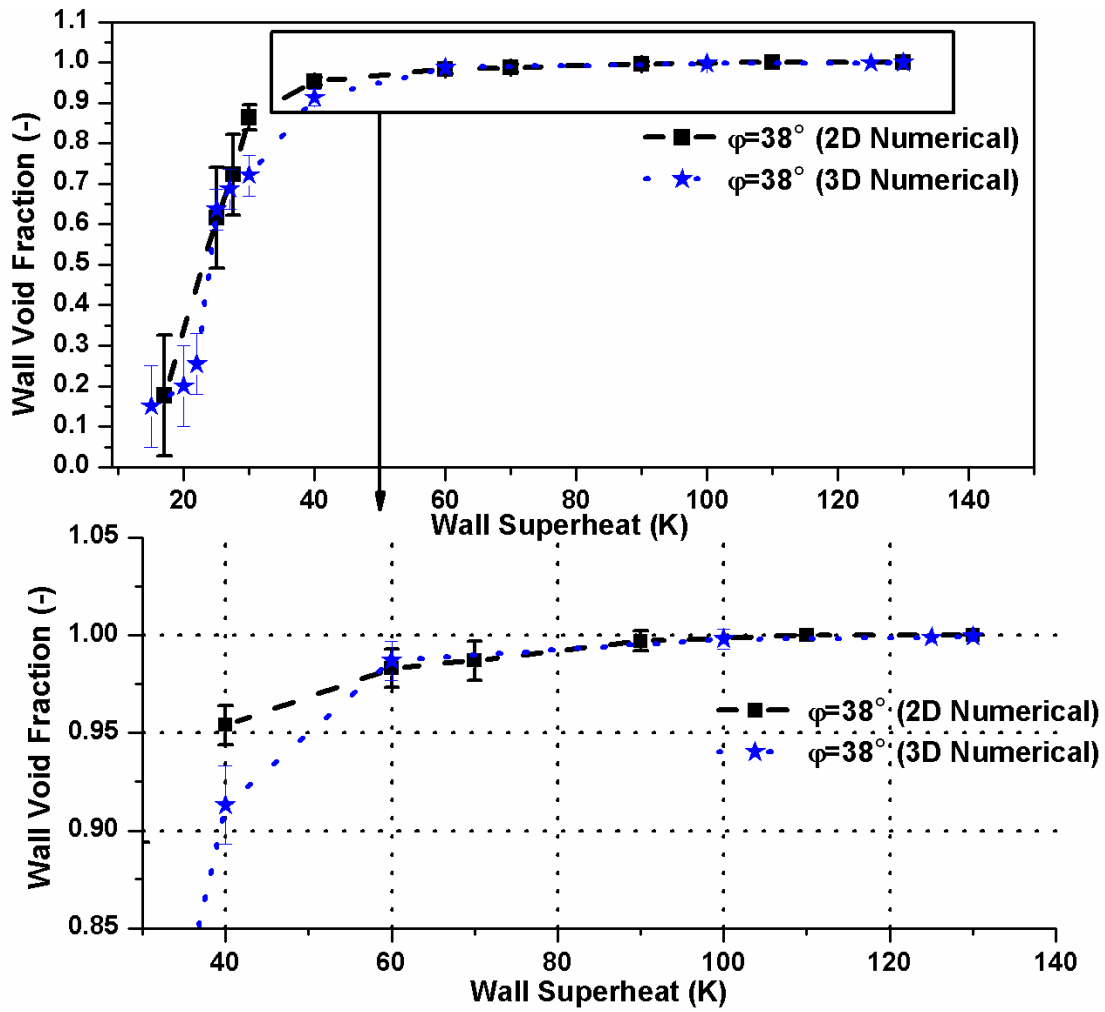 1.1
1.0
0.9
0.8
0.7
0.6
0.5
0.4
0.3
0.2
0.1
0.0
Wall Void Fraction (-)
φ=38° (2D Numerical)
φ=38° (3D Numerical)
20 40 60 80 100 120 140
Wall Superheat (K)
1.05
1.00
0.95
0.90
0.85
Wall Void Fraction (-)
φ=38° (2D Numerical)
φ=38° (3D Numerical)
40 60 80 100 120 140
Wall Superheat (K)